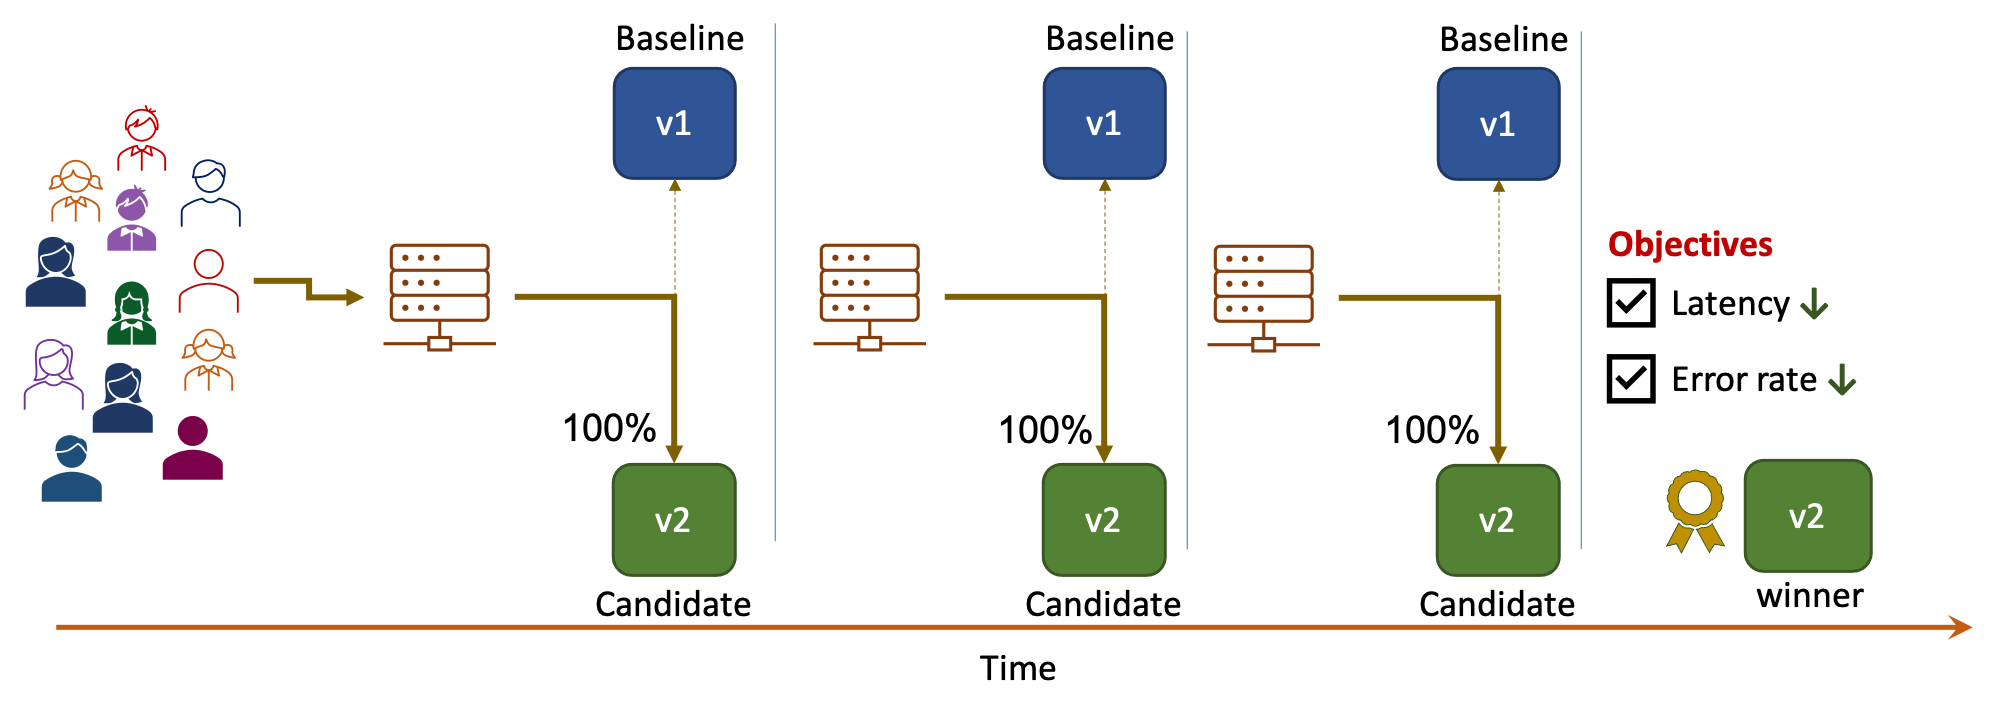 Baseline
v1
100%
v2
Candidate
Baseline
v1
100%
v2
Candidate
Baseline
v1
100%
v2
Candidate
Objectives
Latency
Error rate
v2
winner
Time